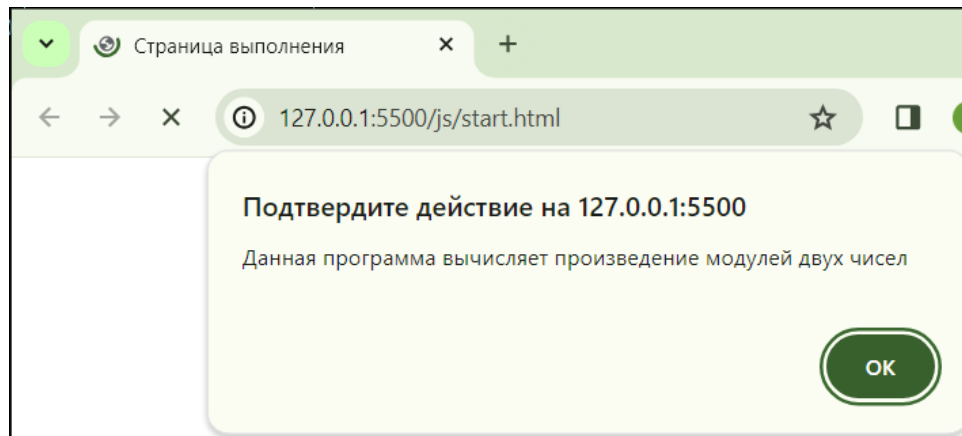 Страница выполнения
127.0.0.1:5500/js/start.html
Подтвердите действие на 127.0.0.1:5500
Данная программа вычисляет произведение модулей двух чисел
ОК